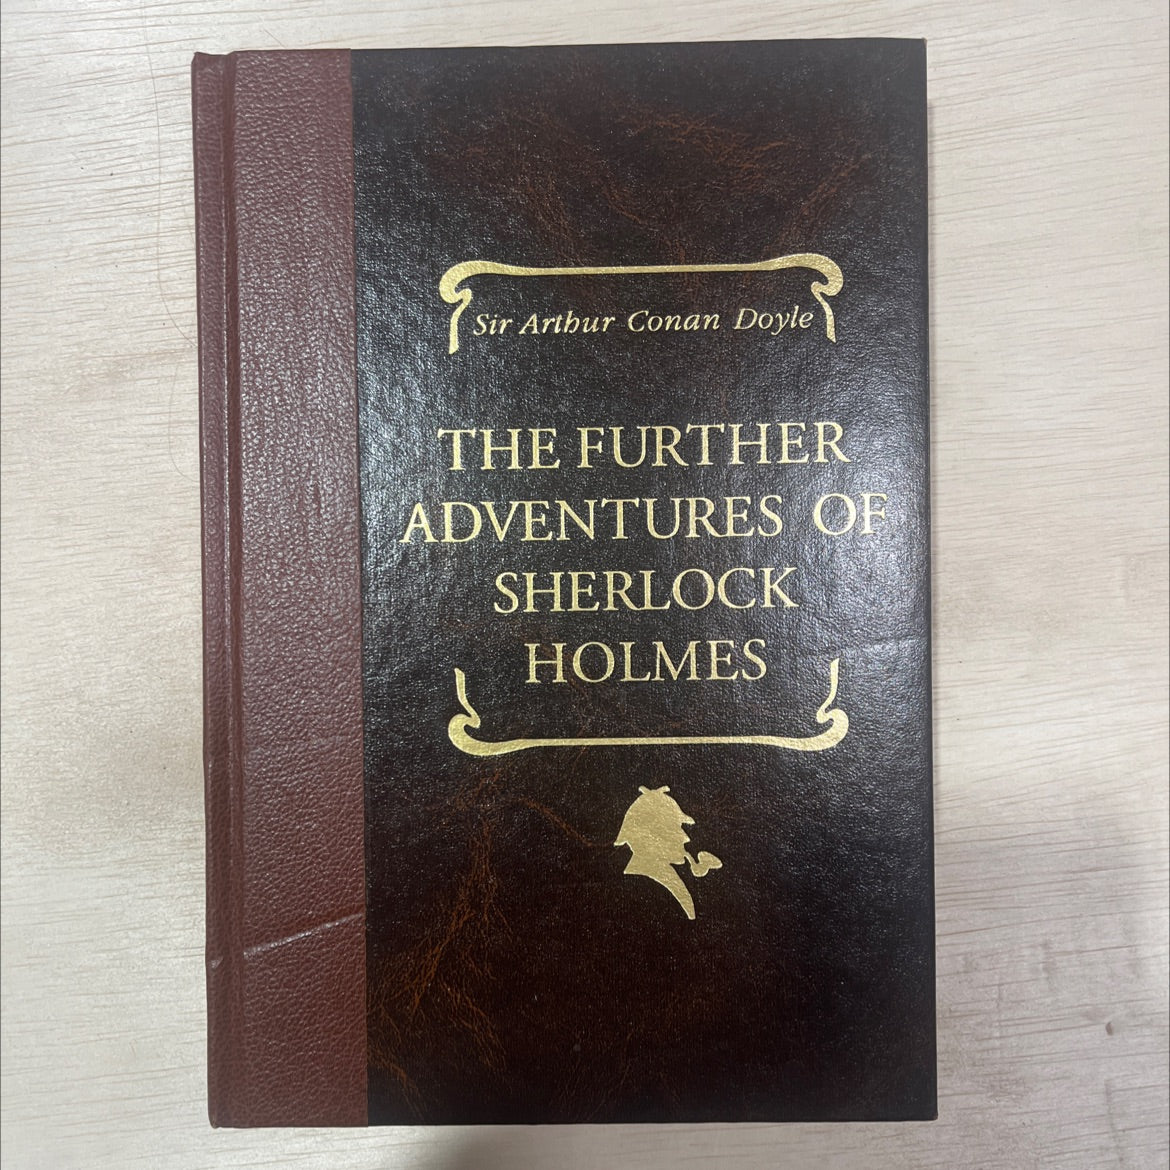 Sir Arthur Conan Doyle
THE FURTHER
ADVENTURES OF
SHERLOCK
HOLMES